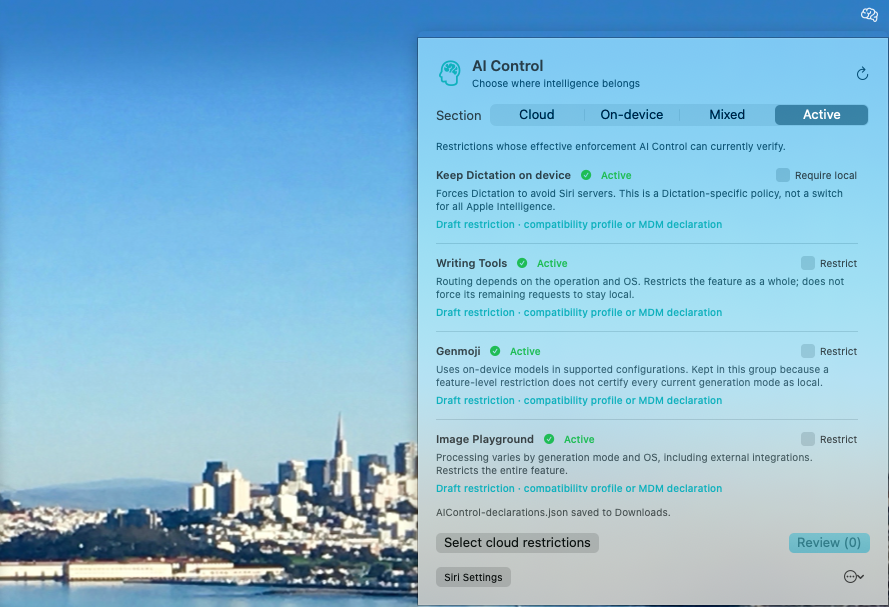 AI Control
Choose where intelligence belongs
Section Cloud On-device Mixed Active
Restrictions whose effective enforcement AI Control can currently verify.
Keep Dictation on device Active Require local
Forces Dictation to avoid Siri servers. This is a Dictation-specific policy, not a switch
for all Apple Intelligence.
Draft restriction · compatibility profile or MDM declaration
Writing Tools Active Restrict
Routing depends on the operation and OS. Restricts the feature as a whole; does not
force its remaining requests to stay local.
Draft restriction · compatibility profile or MDM declaration
Genmoji Active Restrict
Uses on-device models in supported configurations. Kept in this group because a
feature-level restriction does not certify every current generation mode as local.
Draft restriction · compatibility profile or MDM declaration
Image Playground Active Restrict
Processing varies by generation mode and OS, including external integrations.
Restricts the entire feature.
Draft restriction · compatibility profile or MDM declaration
AIControl-declarations.json saved to Downloads.
Select cloud restrictions Review (0)
Siri Settings